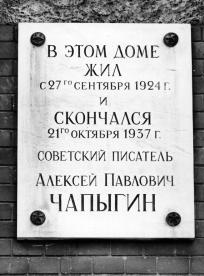 В ЭТОМ ДОМЕ
ЖИЛ
С 27ГО СЕНТЯБРЯ 1924 Г.
И
СКОНЧАЛСЯ
21ГО ОКТЯБРЯ 1937 Г.
СОВЕТСКИЙ ПИСАТЕЛЬ
АЛЕКСЕЙ ПАВЛОВИЧ
ЧАПЫГИН